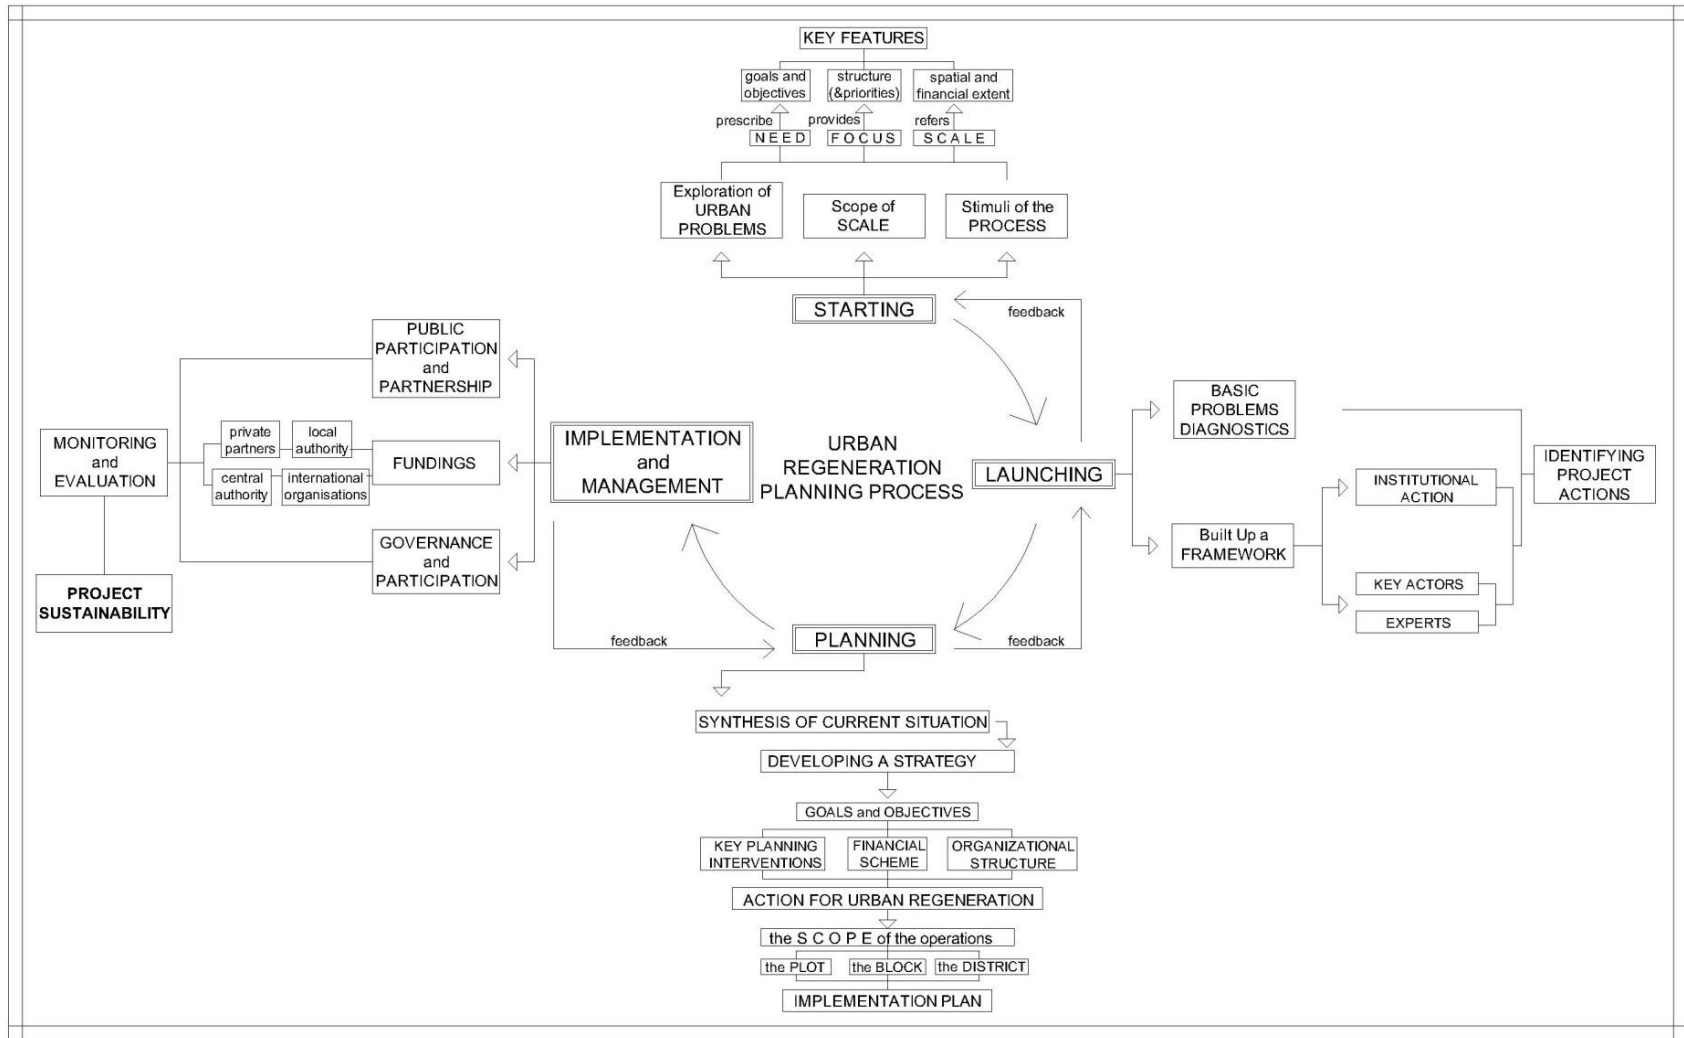 KEY FEATURES
goals and
objectives
structure
(&priorities)
spatial and
financial extent
prescribe
provides
refers
N E E D
F O C U S
S C A L E
Exploration of
URBAN
PROBLEMS
Scope of
SCALE
Stimuli of the
PROCESS
STARTING
feedback
PUBLIC
PARTICIPATION
and
PARTNERSHIP
MONITORING
and
EVALUATION
private
partners
local
authority
central
authority
international
organisations
FUNDINGS
GOVERNANCE
and
PARTICIPATION
PROJECT
SUSTAINABILITY
IMPLEMENTATION
and
MANAGEMENT
URBAN
REGENERATION
PLANNING PROCESS
LAUNCHING
BASIC
PROBLEMS
DIAGNOSTICS
IDENTIFYING
PROJECT
ACTIONS
INSTITUTIONAL
ACTION
Built Up a
FRAMEWORK
KEY ACTORS
EXPERTS
feedback
PLANNING
feedback
SYNTHESIS OF CURRENT SITUATION
DEVELOPING A STRATEGY
GOALS and OBJECTIVES
KEY PLANNING
INTERVENTIONS
FINANCIAL
SCHEME
ORGANIZATIONAL
STRUCTURE
ACTION FOR URBAN REGENERATION
the S C O P E of the operations
the PLOT
the BLOCK
the DISTRICT
IMPLEMENTATION PLAN